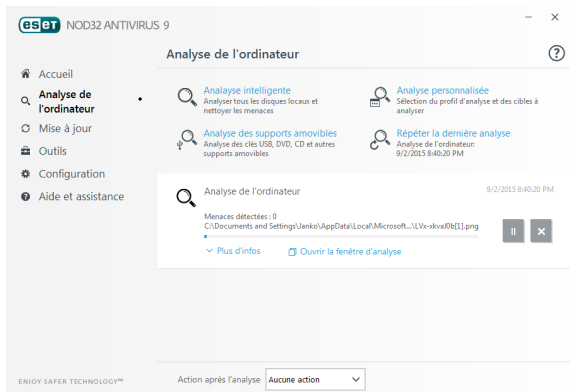 eset NOD32 ANTIVIRUS 9
Analyse de l'ordinateur
?
Accueil
Analyse de
l'ordinateur
Mise à jour
Outils
Configuration
Aide et assistance
Analayse intelligente
Analyser tous les disques locaux et
nettoyer les menaces
Analyse personnalisée
Sélection du profil d'analyse et des cibles à
analyser
Analyse des supports amovibles
Analyse des clés USB, DVD, CD et autres
supports amovibles
Répéter la dernière analyse
Analyse de l'ordinateur:
9/2/2015 8:40:20 PM
Analyse de l'ordinateur
9/2/2015 8:40:20 PM
Menaces détectées : 0
C:\Documents and Settings\Janko\AppData\Local\Microsoft...\LVx-xkvaJ0b[1].png
Plus d'infos
Ouvrir la fenêtre d'analyse
Action après l'analyse Aucune action
ENJOY SAFER TECHNOLOGY™